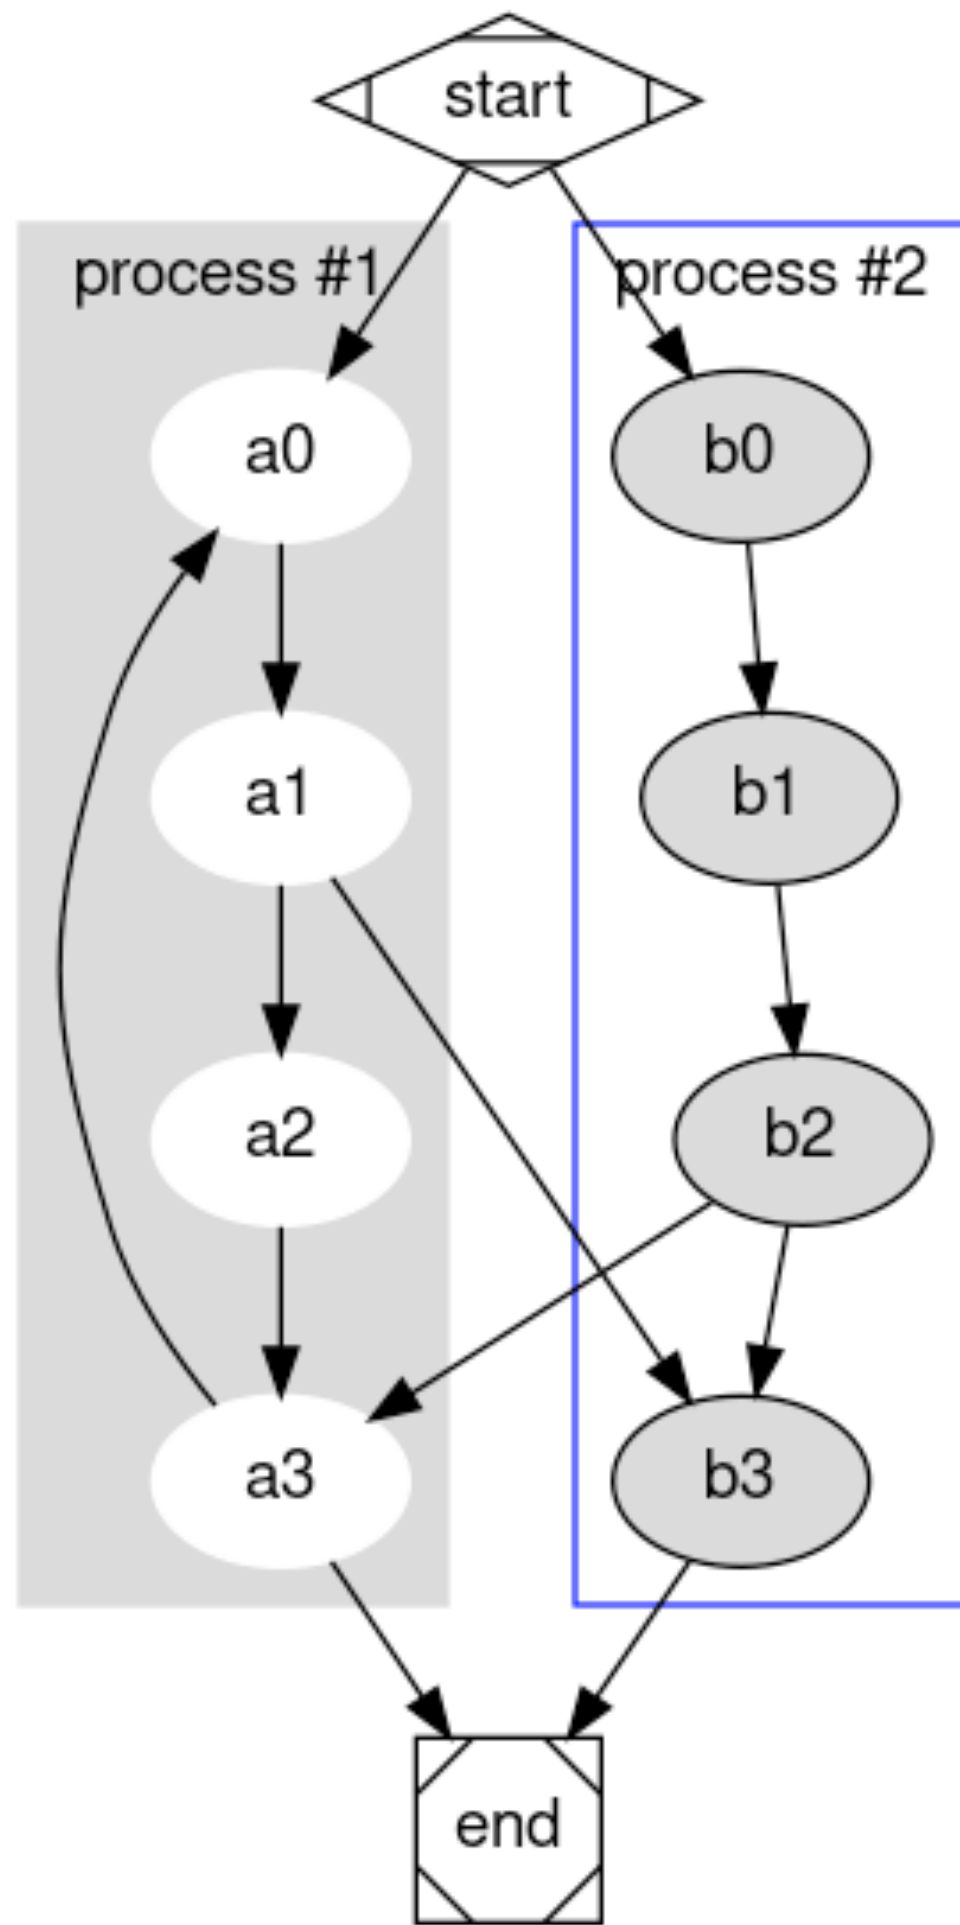 start
process #1
process #2
a0
b0
a1
b1
a2
b2
a3
b3
end